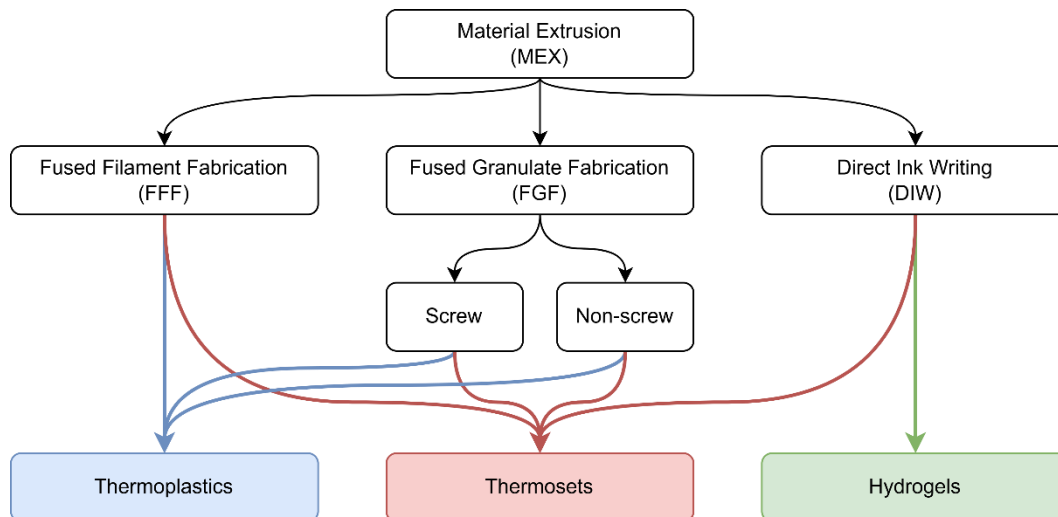 Material Extrusion
(MEX)
Fused Filament Fabrication
(FFF)
Fused Granulate Fabrication
(FGF)
Direct Ink Writing
(DIW)
Screw
Non-screw
Thermoplastics
Thermosets
Hydrogels